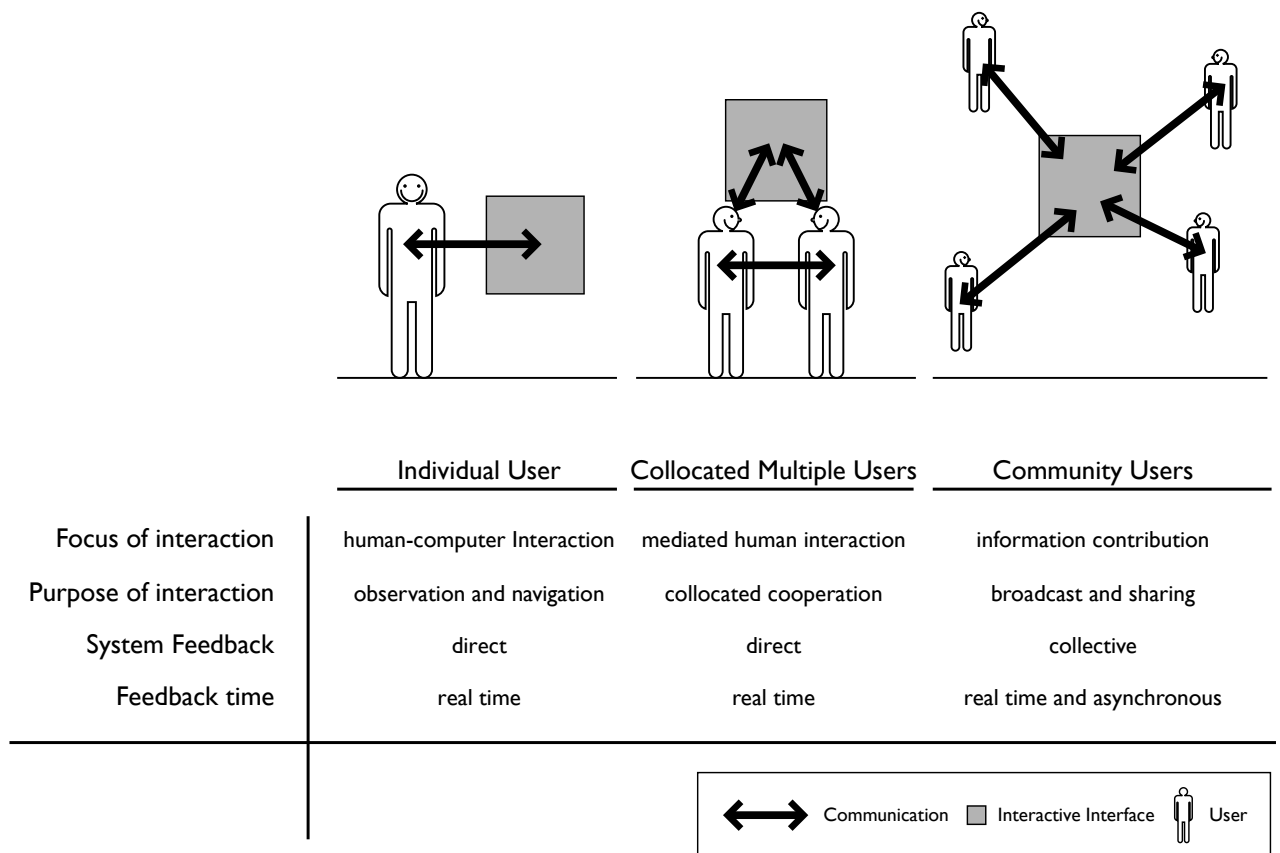 Individual User Collocated Multiple Users Community Users
Focus of interaction human-computer Interaction mediated human interaction information contribution
Purpose of interaction observation and navigation collocated cooperation broadcast and sharing
System Feedback direct direct collective
Feedback time real time real time real time and asynchronous
Communication Interactive Interface User